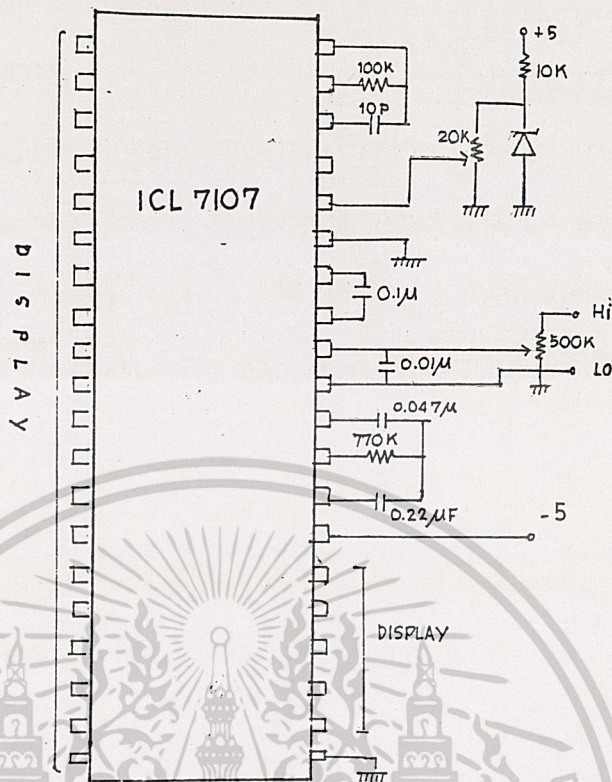 +5
10K
100K
10P
20K
ICL 7107
0.1μ
Hi
500K
0.01μ
LO
0.047μ
770K
0.22μF
-5
DISPLAY
DISPLAY